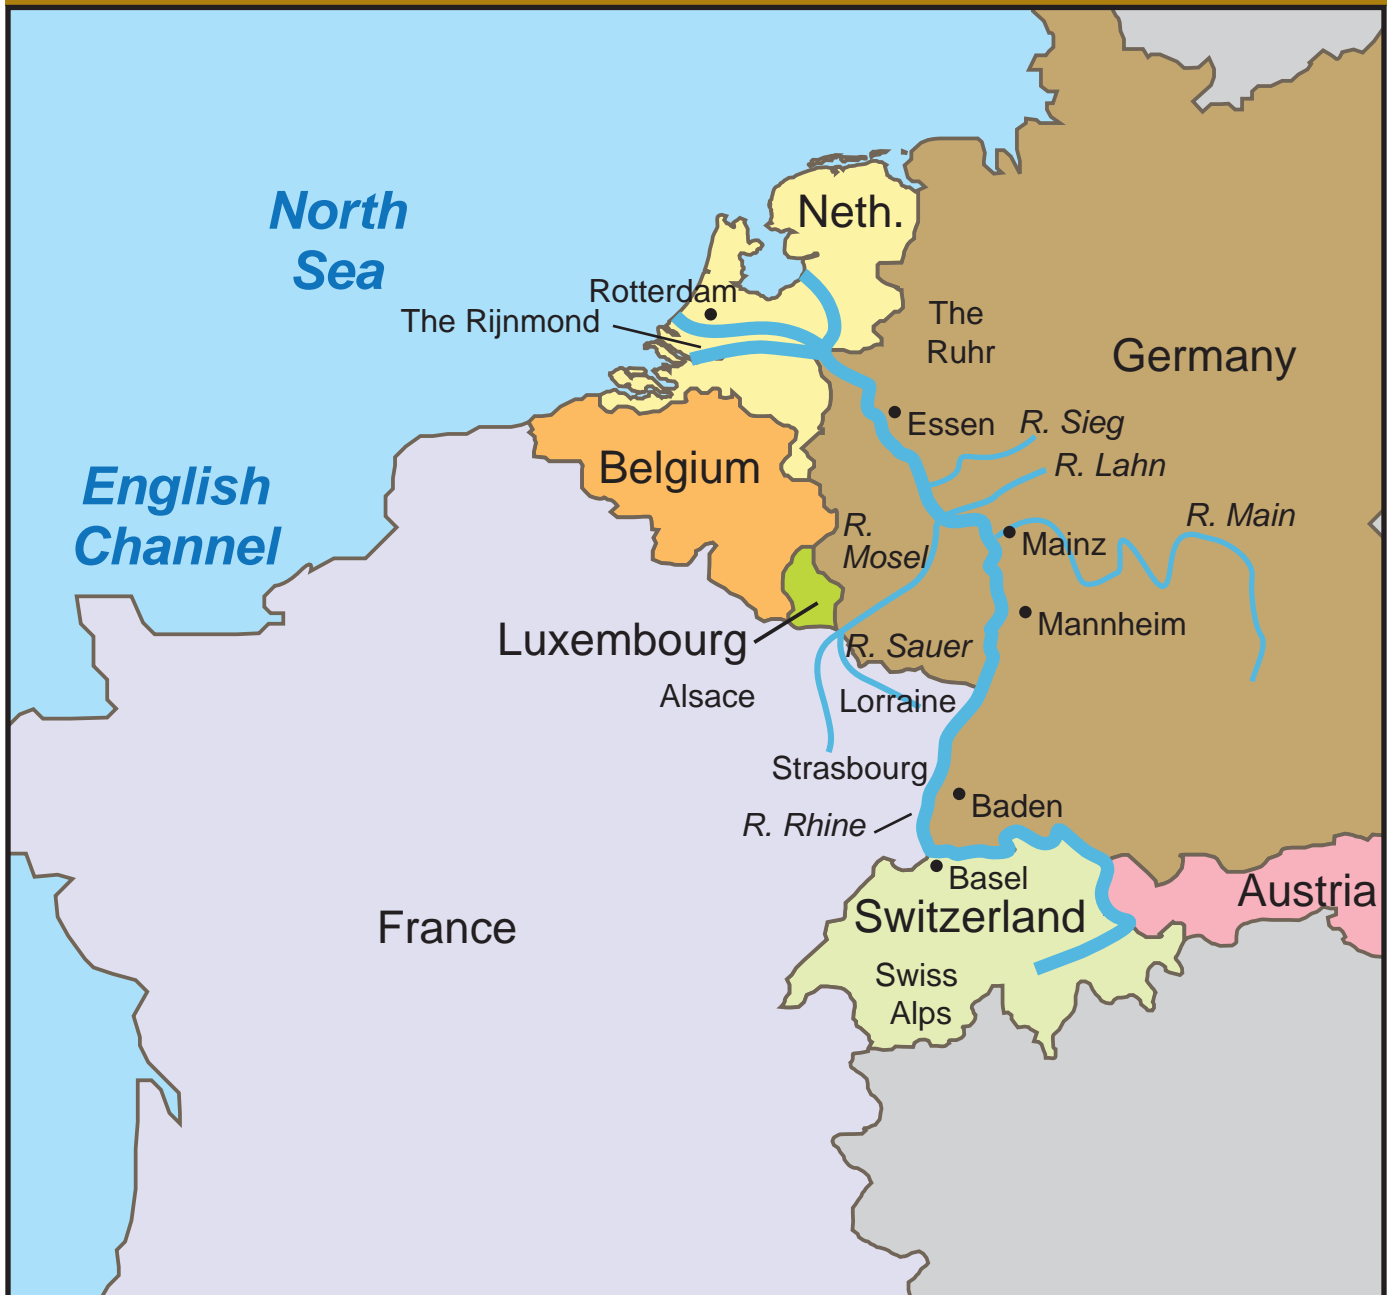 North
Sea
Neth.
Rotterdam
The Rijnmond
The
Ruhr
Germany
Essen
R. Sieg
Belgium
R. Lahn
English
Channel
R.
Mosel
R. Main
Mainz
Mannheim
Luxembourg
R. Sauer
Alsace
Lorraine
Strasbourg
Baden
R. Rhine
Basel
Austria
Switzerland
France
Swiss
Alps